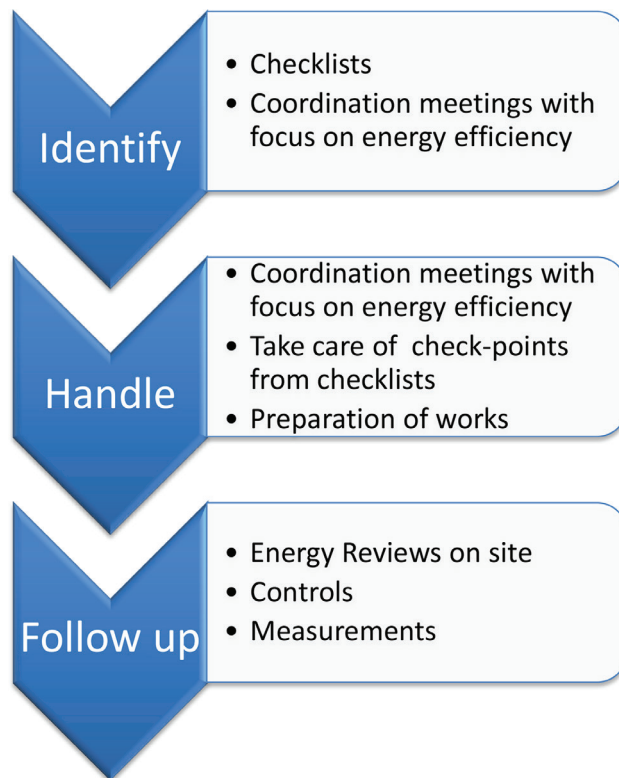 Identify
• Checklists
• Coordination meetings with
focus on energy efficiency
Handle
• Coordination meetings with
focus on energy efficiency
• Take care of  check-points
from checklists
• Preparation of works
Follow up
• Energy Reviews on site
• Controls
• Measurements